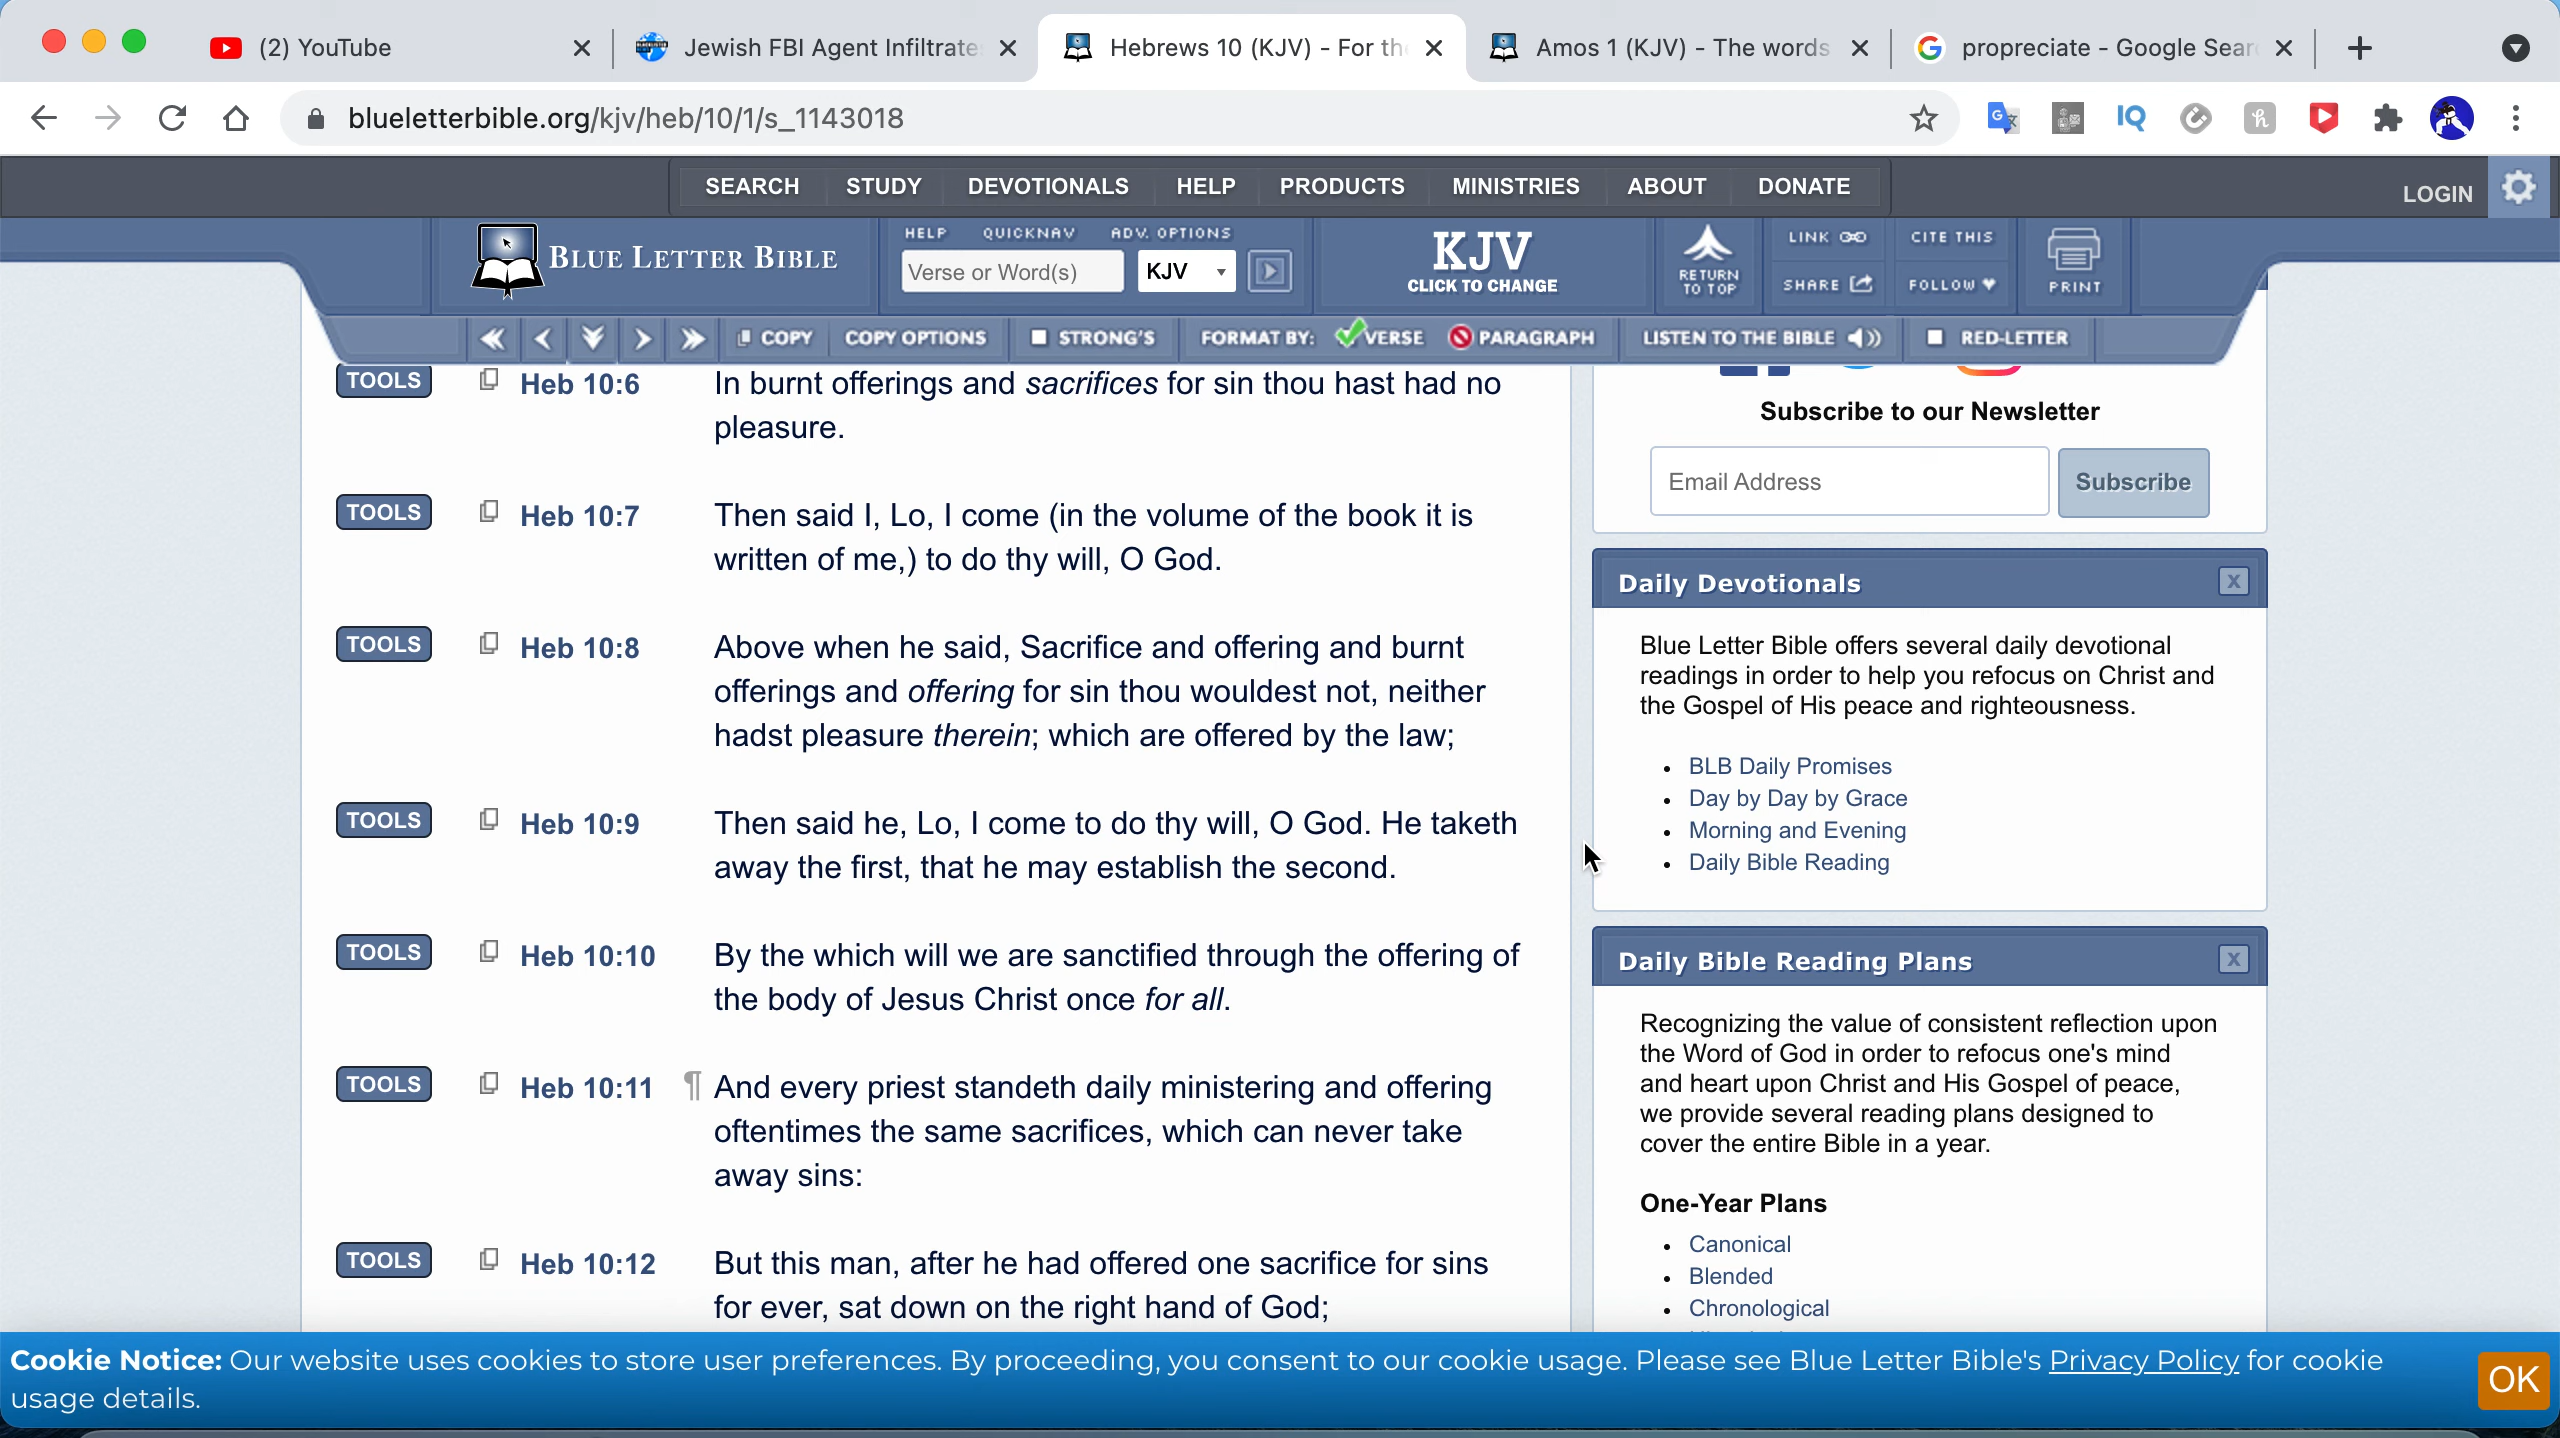 (2) YouTube
Jewish FBI Agent Infiltrate
Hebrews 10 (KJV) - For th
Amos 1 (KJV) - The words
propreciate - Google Sear
blueletterbible.org/kjv/heb/10/1/s_1143018
SEARCH STUDY DEVOTIONALS HELP PRODUCTS MINISTRIES ABOUT DONATE
LOGIN
BLUE LETTER BIBLE
HELP QUICKNAV ADV. OPTIONS
Verse or Word(s) KJV
KJV
CLICK TO CHANGE
RETURN
TO TOP
LINK
SHARE
CITE THIS
FOLLOW
PRINT
COPY COPY OPTIONS STRONG'S FORMAT BY: VERSE PARAGRAPH LISTEN TO THE BIBLE RED-LETTER
TOOLS Heb 10:6 In burnt offerings and sacrifices for sin thou hast had no
pleasure.
TOOLS Heb 10:7 Then said I, Lo, I come (in the volume of the book it is
written of me,) to do thy will, O God.
TOOLS Heb 10:8 Above when he said, Sacrifice and offering and burnt
offerings and offering for sin thou wouldest not, neither
hadst pleasure therein; which are offered by the law;
TOOLS Heb 10:9 Then said he, Lo, I come to do thy will, O God. He taketh
away the first, that he may establish the second.
TOOLS Heb 10:10 By the which will we are sanctified through the offering of
the body of Jesus Christ once for all.
TOOLS Heb 10:11 ¶ And every priest standeth daily ministering and offering
oftentimes the same sacrifices, which can never take
away sins:
TOOLS Heb 10:12 But this man, after he had offered one sacrifice for sins
for ever, sat down on the right hand of God;
Subscribe to our Newsletter
Email Address Subscribe
Daily Devotionals X
Blue Letter Bible offers several daily devotional
readings in order to help you refocus on Christ and
the Gospel of His peace and righteousness.
• BLB Daily Promises
• Day by Day by Grace
• Morning and Evening
• Daily Bible Reading
Daily Bible Reading Plans X
Recognizing the value of consistent reflection upon
the Word of God in order to refocus one's mind
and heart upon Christ and His Gospel of peace,
we provide several reading plans designed to
cover the entire Bible in a year.
One-Year Plans
• Canonical
• Blended
• Chronological
Cookie Notice: Our website uses cookies to store user preferences. By proceeding, you consent to our cookie usage. Please see Blue Letter Bible's Privacy Policy for cookie
usage details.
OK